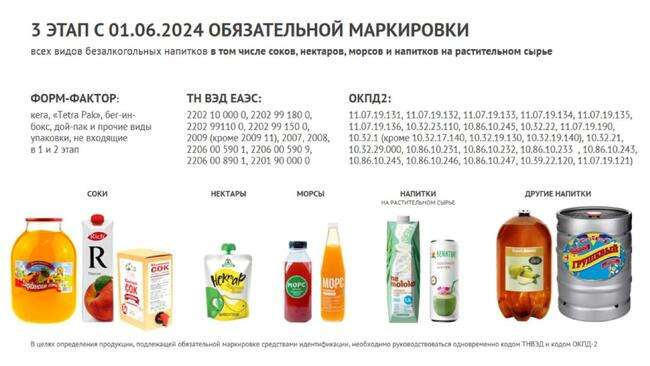 3 ЭТАП С 01.06.2024 ОБЯЗАТЕЛЬНОЙ МАРКИРОВКИ
всех видов безалкогольных напитков в том числе соков, нектаров, морсов и напитков на растительном сырье
ФОРМ-ФАКТОР:
кега, «Tetra Pak», бег-ин-
бокс, дой-пак и прочие виды
упаковки, не входящие
в 1 и 2 этап
ТН ВЭД ЕАЭС:
2202 10 000 0, 2202 99 180 0,
2202 99110 0, 2202 99 150 0,
2009 (кроме 2009 11), 2007, 2008,
2206 00 590 1, 2206 00 590 9,
2206 00 890 1, 2201 90 000 0
ОКПД2:
11.07.19.131, 11.07.19.132, 11.07.19.133, 11.07.19.134, 11.07.19.135,
11.07.19.136, 10.32.23.110, 10.86.10.245, 10.32.22, 11.07.19.190,
10.32.1 (кроме 10.32.17.140, 10.32.19.130, 10.32.19.140), 10.32.21,
10.32.29.000, 10.86.10.231, 10.86.10.232, 10.86.10.233 , 10.86.10.243,
10.86.10.245, 10.86.10.246, 10.86.10.247, 10.39.22.120, 11.07.19.121)
СОКИ
НЕКТАРЫ
МОРСЫ
НАПИТКИ
НА РАСТИТЕЛЬНОМ СЫРЬЕ
ДРУГИЕ НАПИТКИ
Rich
R
СОК
Нектар
МОРС
МОРС
ne moloko
ГРУШЕВЫЙ
В целях определения продукции, подлежащей обязательной маркировке средствами идентификации, необходимо руководствоваться одновременно кодом ТНВЭД и кодом ОКПД-2